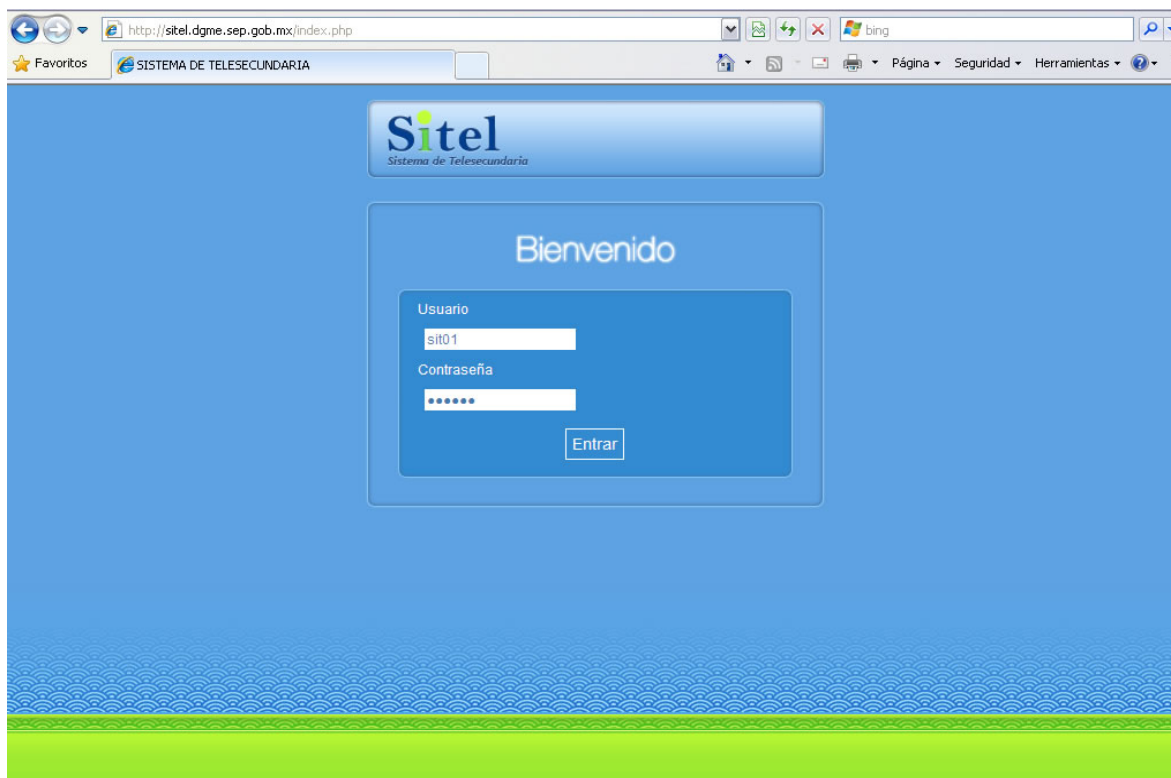 http://sitel.dgme.sep.gob.mx/index.php
bing
Favoritos
SISTEMA DE TELESECUNDARIA
Página
Seguridad
Herramientas
Sitel
Sistema de Telesecundaria
Bienvenido
Usuario
sit01
Contraseña
••••••
Entrar